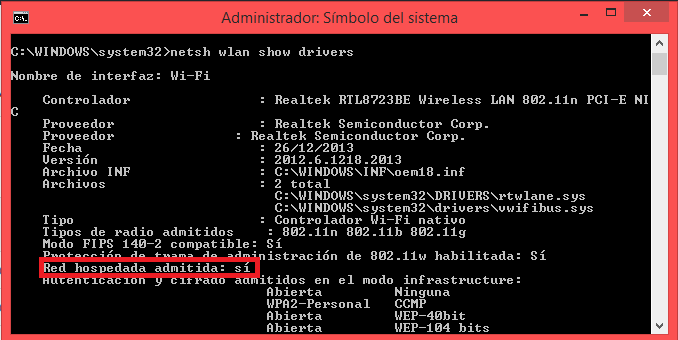 Administrador: Símbolo del sistema
C:\WINDOWS\system32>netsh wlan show drivers
Nombre de interfaz: Wi-Fi
Controlador : Realtek RTL8723BE Wireless LAN 802.11n PCI-E NI
C
Proveedor : Realtek Semiconductor Corp.
Proveedor : Realtek Semiconductor Corp.
Fecha : 26/12/2013
Versión : 2012.6.1218.2013
Archivo INF : C:\WINDOWS\INF\oem18.inf
Archivos : 2 total
C:\WINDOWS\system32\DRIVERS\rtwlane.sys
C:\WINDOWS\system32\drivers\vwifibus.sys
Tipo : Controlador Wi-Fi nativo
Tipos de radio admitidos : 802.11n 802.11b 802.11g
Modo FIPS 140-2 compatible: Sí
Protección de trama de administración de 802.11w habilitada: Sí
Red hospedada admitida: sí
Autenticación y cifrado admitidos en el modo infrastructure:
Abierta Ninguna
WPA2-Personal CCMP
Abierta WEP-40bit
Abierta WEP-104 bits